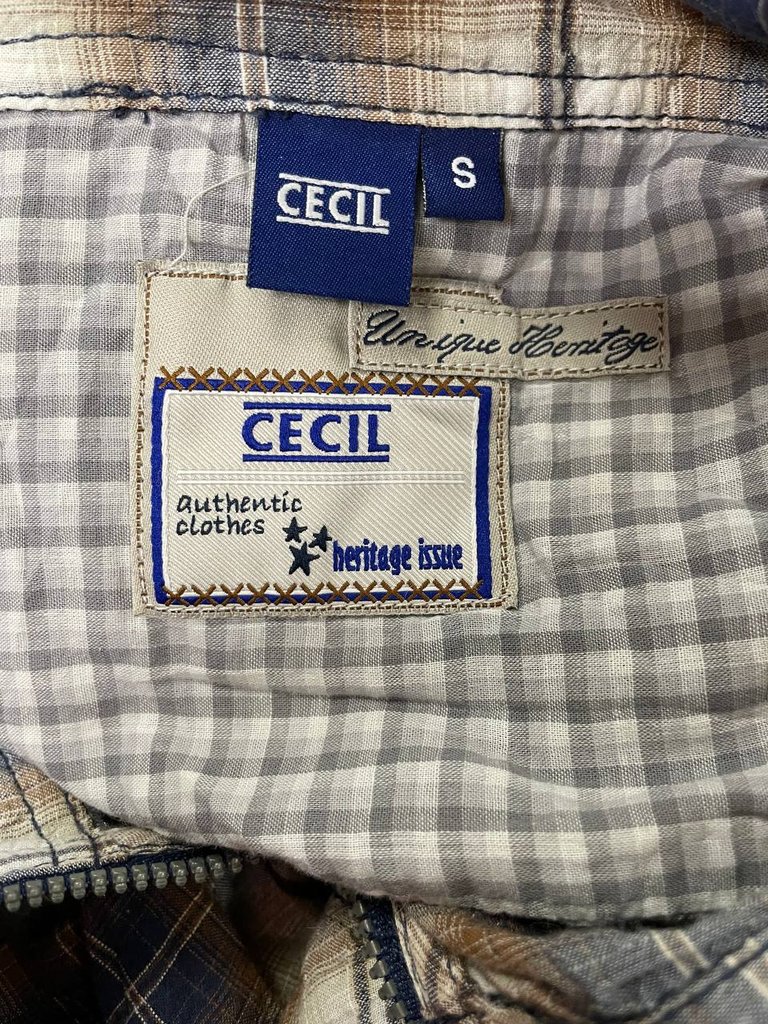 CECIL
S
Unique Heritage
CECIL
authentic
clothes
heritage issue